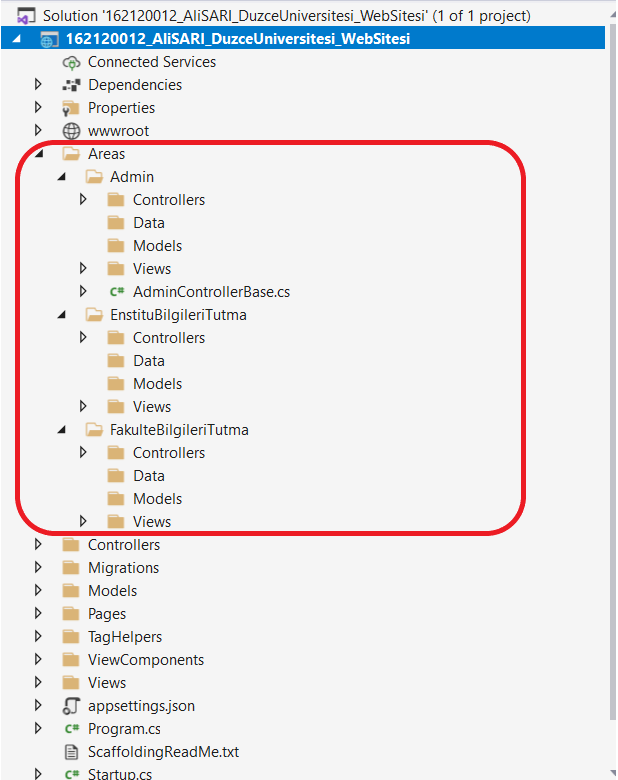 Solution '162120012_AliSARI_DuzceUniversitesi_WebSitesi' (1 of 1 project)
162120012_AliSARI_DuzceUniversitesi_WebSitesi
Connected Services
Dependencies
Properties
wwwroot
Areas
Admin
Controllers
Data
Models
Views
C# AdminControllerBase.cs
EnstituBilgileriTutma
Controllers
Data
Models
Views
FakulteBilgileriTutma
Controllers
Data
Models
Views
Controllers
Migrations
Models
Pages
TagHelpers
ViewComponents
Views
appsettings.json
C# Program.cs
ScaffoldingReadMe.txt
C# Startup.cs